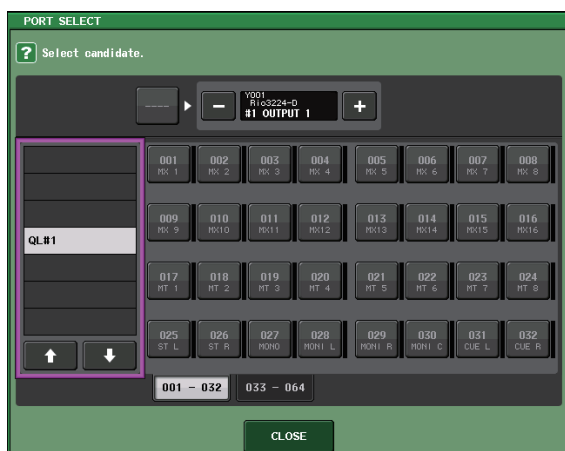 PORT SELECT
? Select candidate.
----
Y001
Rio3224-D
#1 OUTPUT 1
− +
QL#1
001 002 003 004 005 006 007 008
MX 1 MX 2 MX 3 MX 4 MX 5 MX 6 MX 7 MX 8
009 010 011 012 013 014 015 016
MX 9 MX10 MX11 MX12 MX13 MX14 MX15 MX16
017 018 019 020 021 022 023 024
MT 1 MT 2 MT 3 MT 4 MT 5 MT 6 MT 7 MT 8
025 026 027 028 029 030 031 032
ST L ST R MONO MONI L MONI R MONI C CUE L CUE R
001 – 032 033 – 064
CLOSE